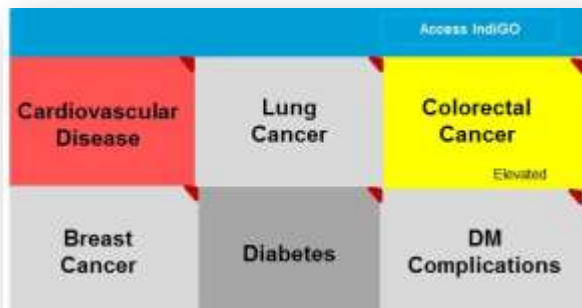 Access IndiGO
Cardiovascular
Disease
Lung
Cancer
Colorectal
Cancer
Elevated
Breast
Cancer
Diabetes
DM
Complications